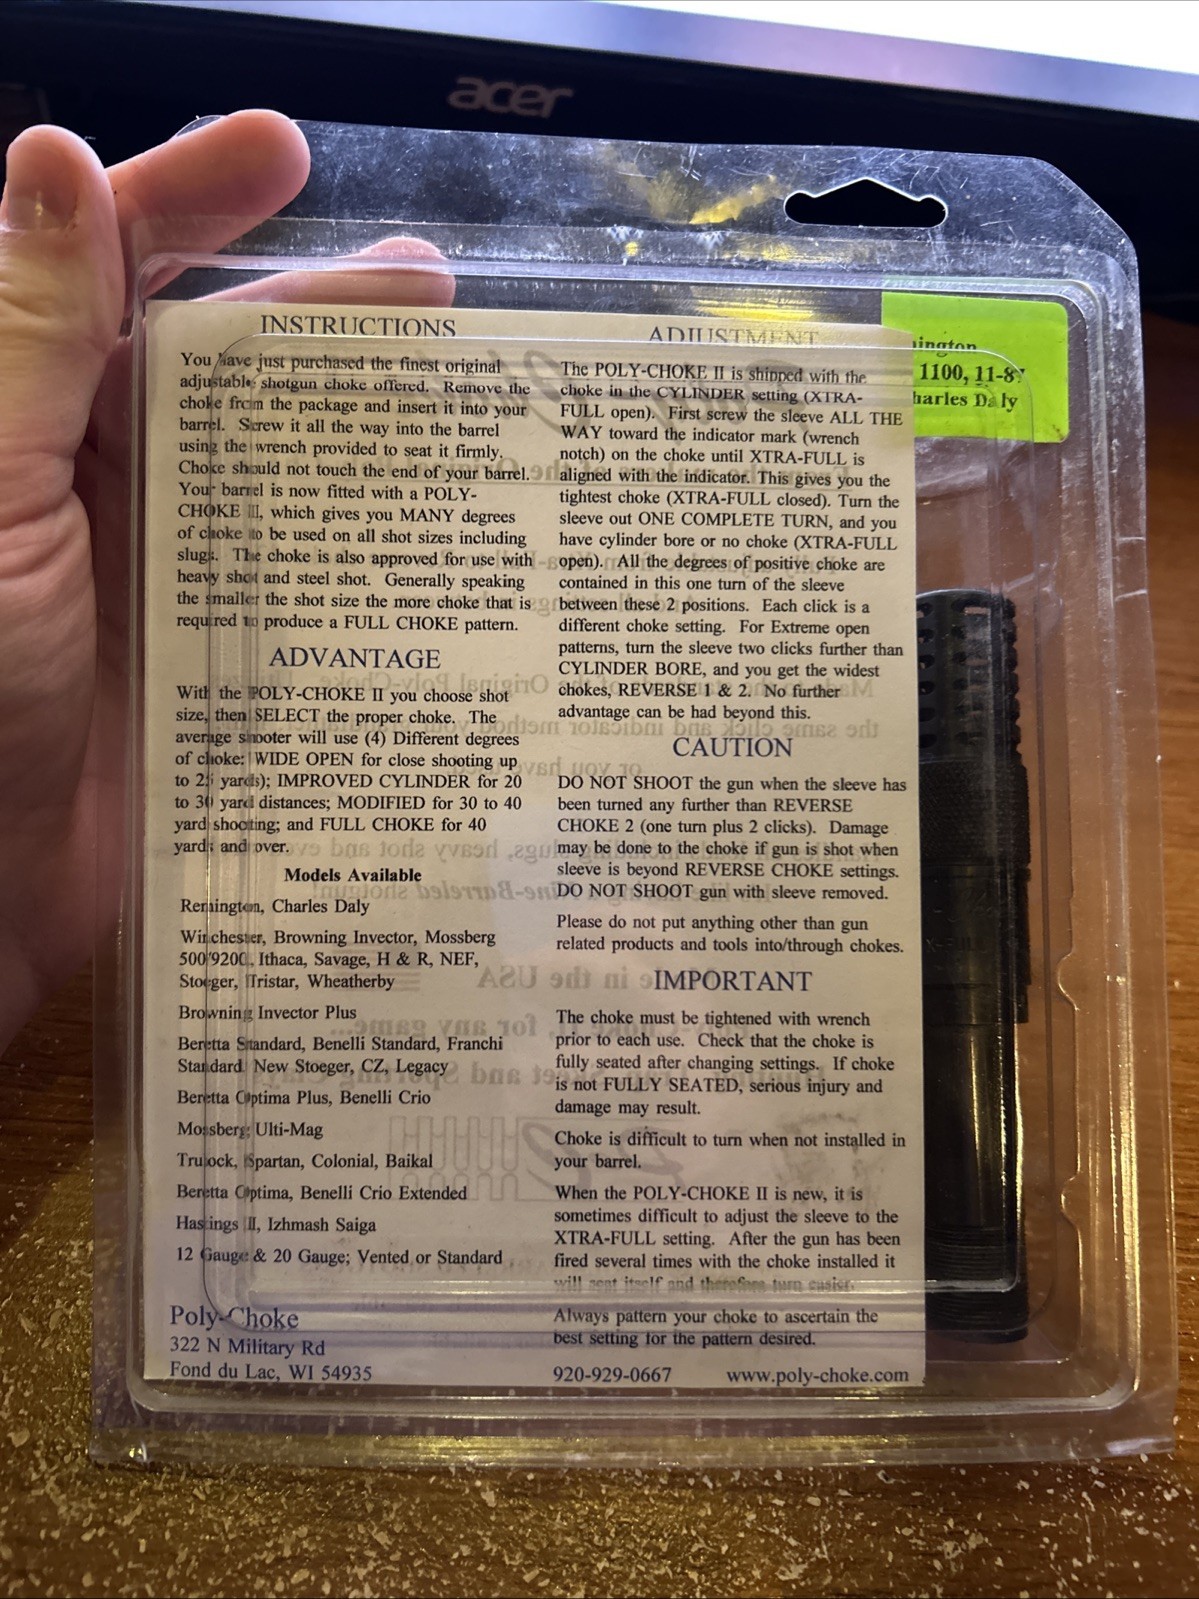 acer
INSTRUCTIONS
You have just purchased the finest original
adjustable shotgun choke offered. Remove the
choke from the package and insert it into your
barrel. Screw it all the way into the barrel
using the wrench provided to seat it firmly.
Choke should not touch the end of your barrel.
Your barrel is now fitted with a POLY-
CHOKE II, which gives you MANY degrees
of choke to be used on all shot sizes including
slugs. The choke is also approved for use with
heavy shot and steel shot. Generally speaking
the smaller the shot size the more choke that is
required to produce a FULL CHOKE pattern.
ADVANTAGE
With the POLY-CHOKE II you choose shot
size, then SELECT the proper choke. The
average shooter will use (4) Different degrees
of choke: WIDE OPEN for close shooting up
to 25 yards); IMPROVED CYLINDER for 20
to 30 yard distances; MODIFIED for 30 to 40
yard shooting; and FULL CHOKE for 40
yards and over.
Models Available
Remington, Charles Daly
Winchester, Browning Invector, Mossberg
500/9200, Ithaca, Savage, H & R, NEF,
Stoeger, Tristar, Wheatherby
Browning Invector Plus
Beretta Standard, Benelli Standard, Franchi
Standard New Stoeger, CZ, Legacy
Beretta Optima Plus, Benelli Crio
Mossberg Ulti-Mag
Trulock, Spartan, Colonial, Baikal
Beretta Optima, Benelli Crio Extended
Hastings II, Izhmash Saiga
12 Gauge & 20 Gauge; Vented or Standard
Poly-Choke
322 N Military Rd
Fond du Lac, WI 54935
ADJUSTMENT
The POLY-CHOKE II is shipped with the
choke in the CYLINDER setting (XTRA-
FULL open). First screw the sleeve ALL THE
WAY toward the indicator mark (wrench
notch) on the choke until XTRA-FULL is
aligned with the indicator. This gives you the
tightest choke (XTRA-FULL closed). Turn the
sleeve out ONE COMPLETE TURN, and you
have cylinder bore or no choke (XTRA-FULL
open). All the degrees of positive choke are
contained in this one turn of the sleeve
between these 2 positions. Each click is a
different choke setting. For Extreme open
patterns, turn the sleeve two clicks further than
CYLINDER BORE, and you get the widest
chokes, REVERSE 1 & 2. No further
advantage can be had beyond this.
CAUTION
DO NOT SHOOT the gun when the sleeve has
been turned any further than REVERSE
CHOKE 2 (one turn plus 2 clicks). Damage
may be done to the choke if gun is shot when
sleeve is beyond REVERSE CHOKE settings.
DO NOT SHOOT gun with sleeve removed.
Please do not put anything other than gun
related products and tools into/through chokes.
IMPORTANT
The choke must be tightened with wrench
prior to each use. Check that the choke is
fully seated after changing settings. If choke
is not FULLY SEATED, serious injury and
damage may result.
Choke is difficult to turn when not installed in
your barrel.
When the POLY-CHOKE II is new, it is
sometimes difficult to adjust the sleeve to the
XTRA-FULL setting. After the gun has been
fired several times with the choke installed it
will seat itself and therefore turn easier.
Always pattern your choke to ascertain the
best setting for the pattern desired.
920-929-0667 www.poly-choke.com
1100, 11-87
Daly